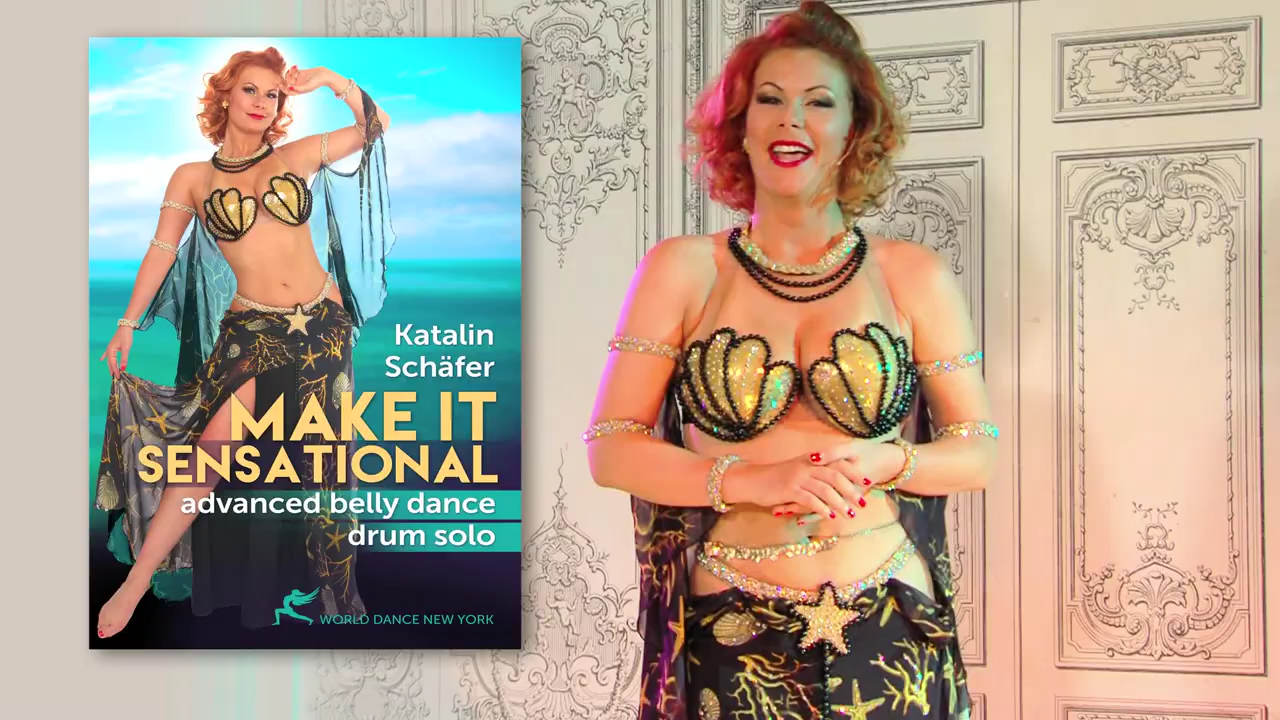 Katalin
Schäfer
MAKE IT
SENSATIONAL
advanced belly dance
drum solo
WORLD DANCE NEW YORK